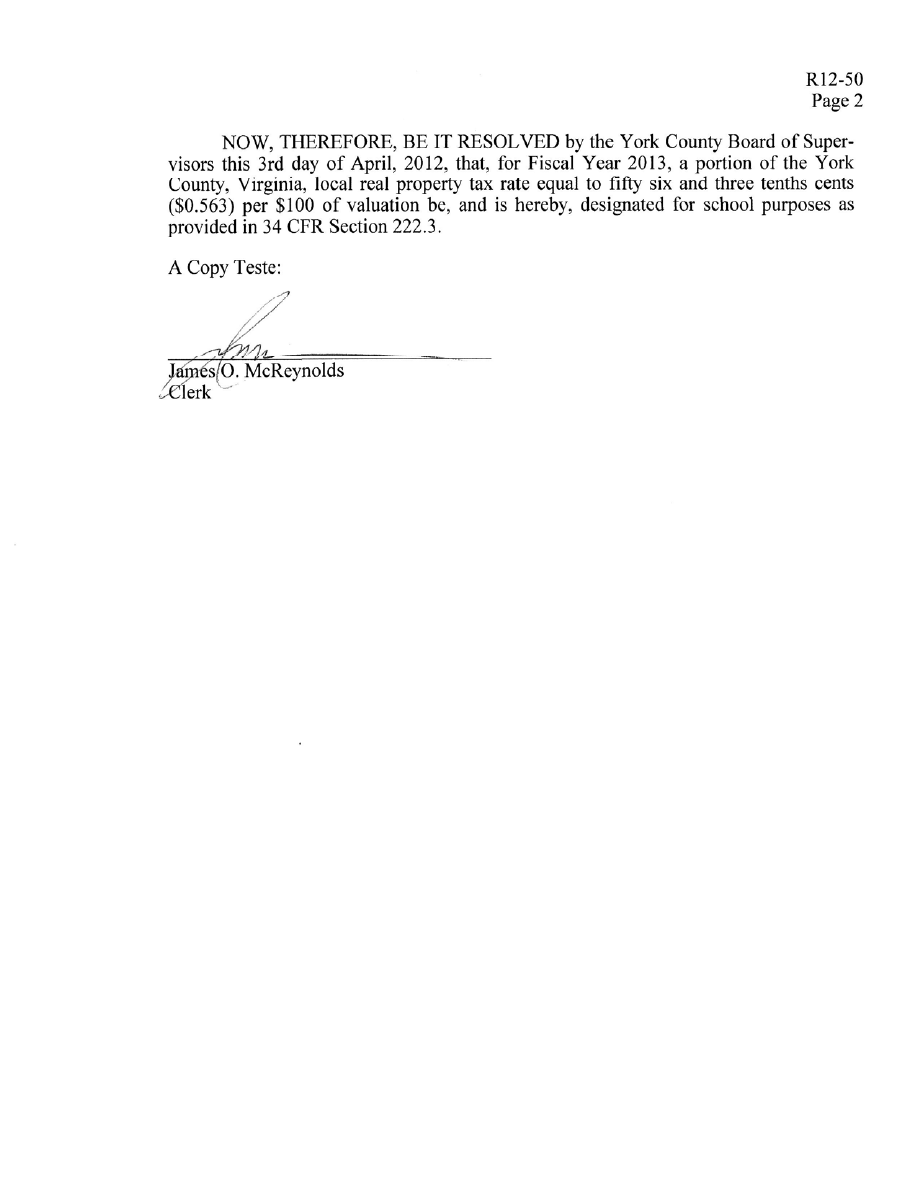 R12-50
Page 2
NOW, THEREFORE, BE IT RESOLVED by the York County Board of Super-
visors this 3rd day of April, 2012, that, for Fiscal Year 2013, a portion of the York
County, Virginia, local real property tax rate equal to fifty six and three tenths cents
($0.563) per $100 of valuation be, and is hereby, designated for school purposes as
provided in 34 CFR Section 222.3.
A Copy Teste:
James O. McReynolds
Clerk